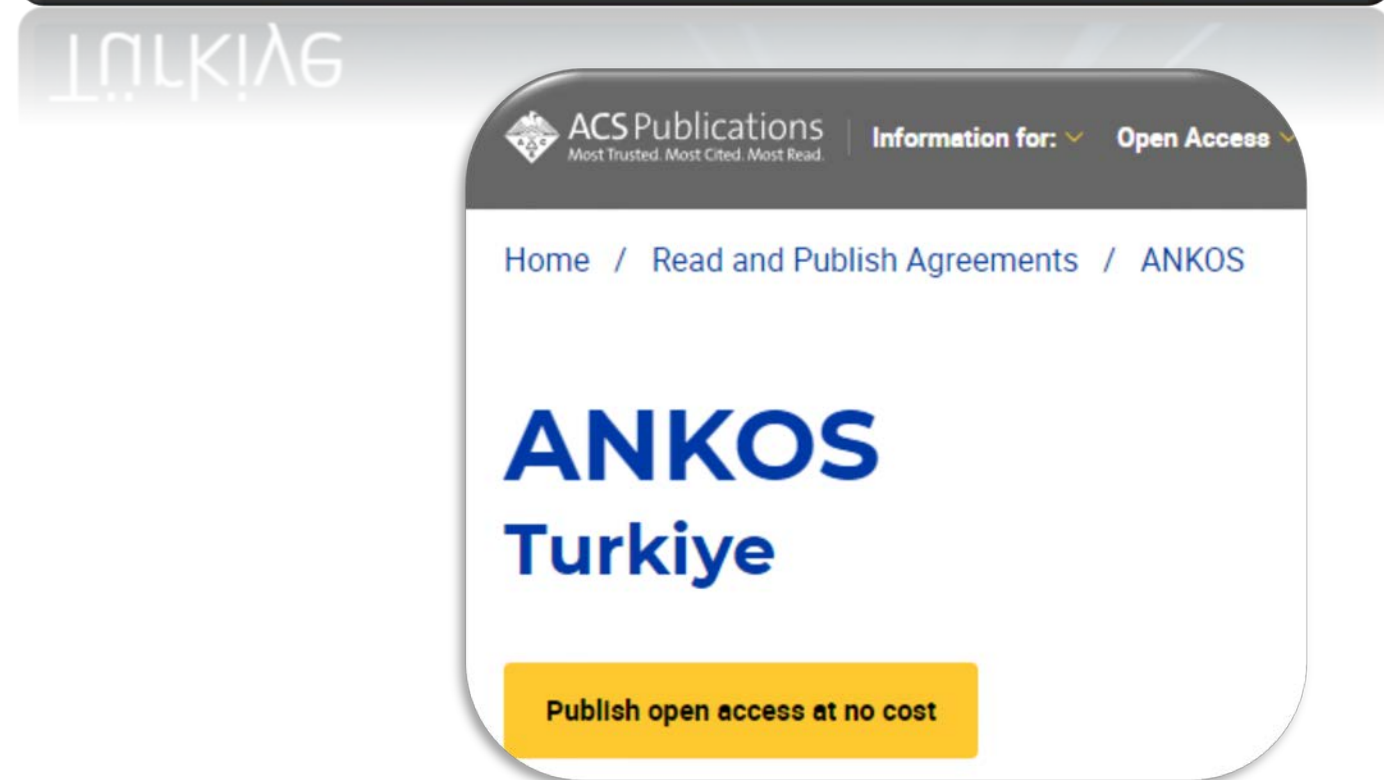 Türkiye
ACS Publications
Most Trusted. Most Cited. Most Read.
Information for: Open Access
Home / Read and Publish Agreements / ANKOS
ANKOS
Turkiye
Publish open access at no cost